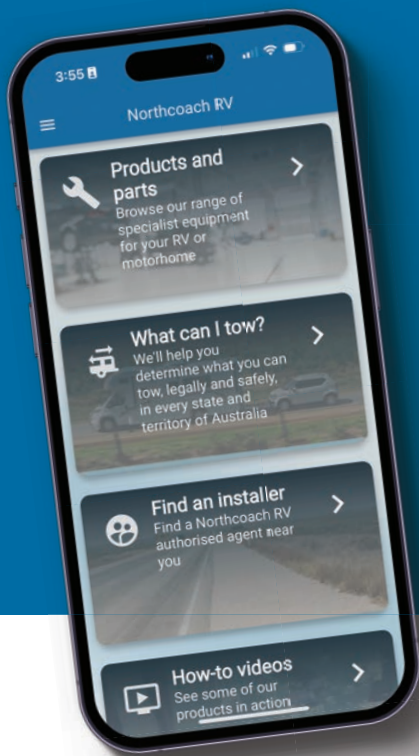 3:55
Northcoach RV
Products and
parts
Browse our range of
specialist equipment
for your RV or
motorhome
What can I tow?
We'll help you
determine what you can
tow, legally and safely,
in every state and
territory of Australia
Find an installer
Find a Northcoach RV
authorised agent near
you
How-to videos
See some of our
products in action